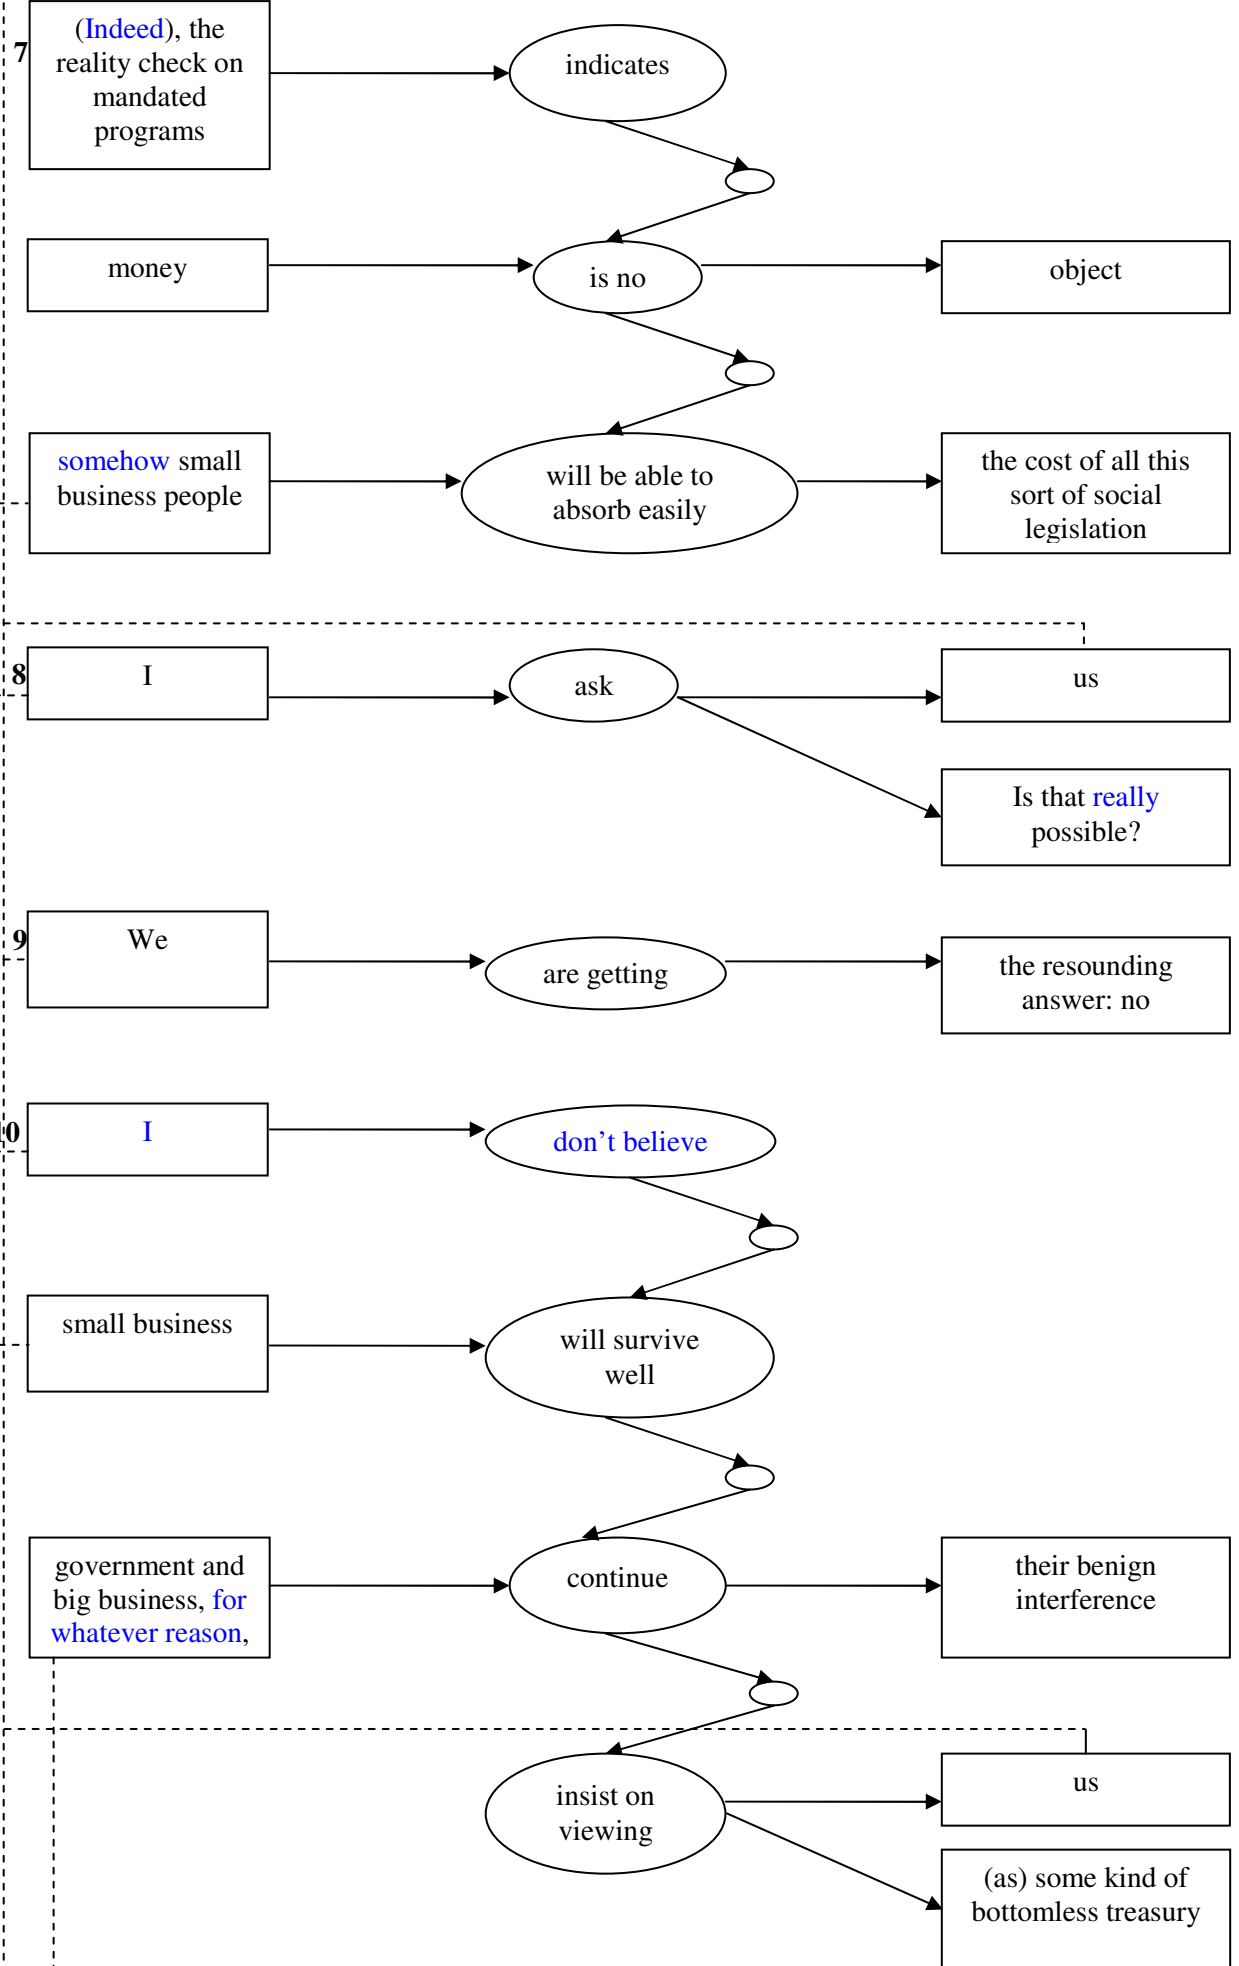 7
(Indeed), the
reality check on
mandated
programs
indicates
money
is no
object
somehow small
business people
will be able to
absorb easily
the cost of all this
sort of social
legislation
8
I
ask
us
Is that really
possible?
9
We
are getting
the resounding
answer: no
10
I
don’t believe
small business
will survive
well
government and
big business, for
whatever reason,
continue
their benign
interference
insist on
viewing
us
(as) some kind of
bottomless treasury